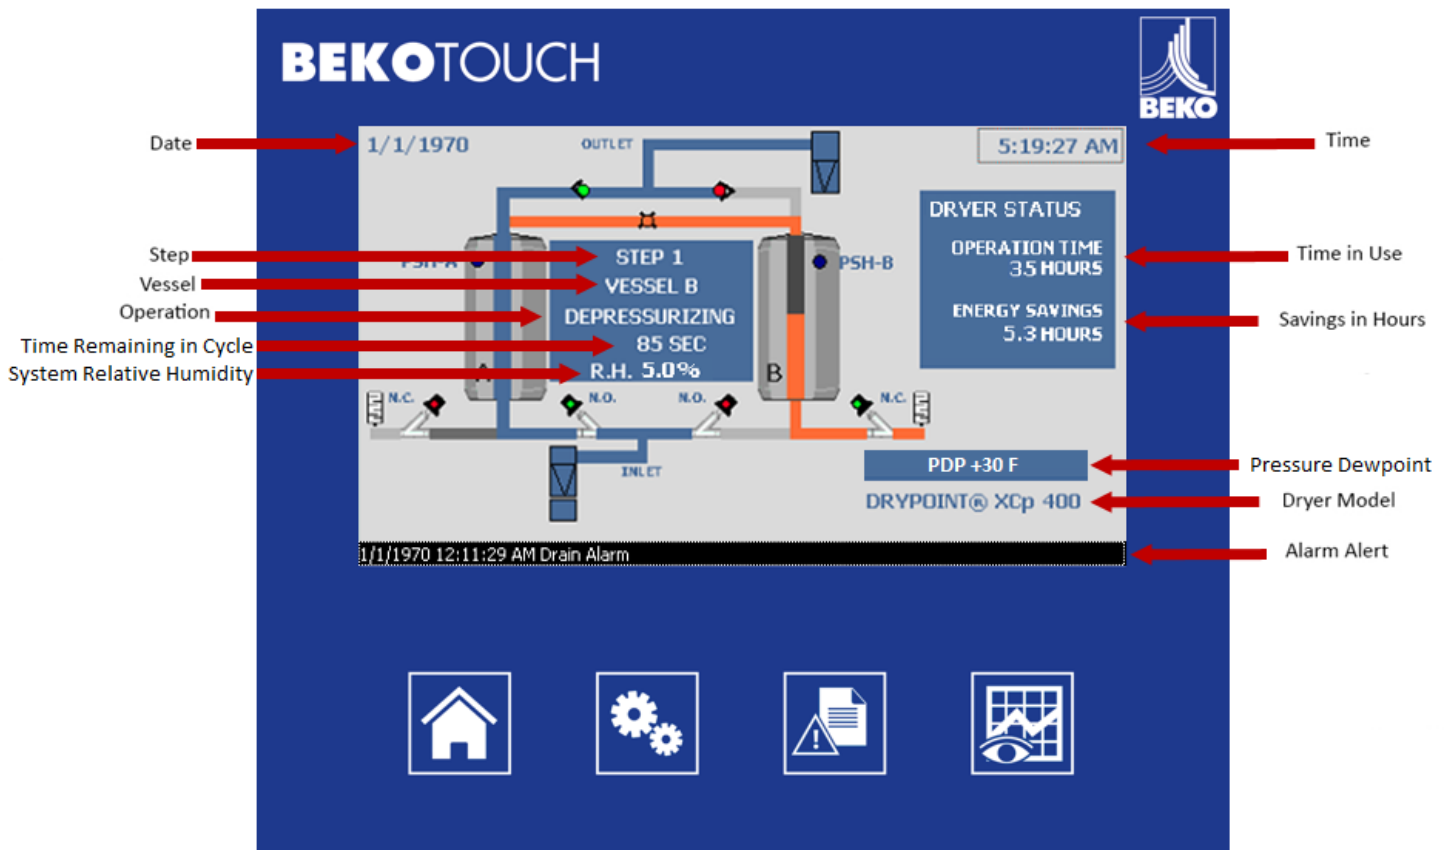 BEKOTOUCH
BEKO
Date
1/1/1970
OUTLET
5:19:27 AM
Time
DRYER STATUS
OPERATION TIME
35 HOURS
Time in Use
ENERGY SAVINGS
5.3 HOURS
Savings in Hours
Step
STEP 1
Vessel
VESSEL B
Operation
DEPRESSURIZING
Time Remaining in Cycle
85 SEC
System Relative Humidity
R.H. 5.0%
PSH-A
PSH-B
A
B
N.C.
N.O.
N.O.
N.C.
INLET
PDP +30 F
Pressure Dewpoint
DRYPOINT® XCp 400
Dryer Model
1/1/1970 12:11:29 AM Drain Alarm
Alarm Alert